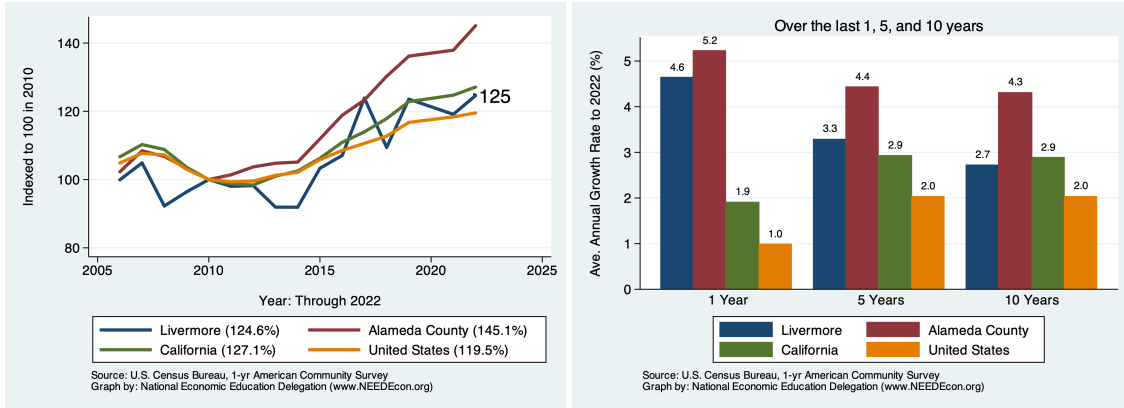 Indexed to 100 in 2010
140
120
100
80
125
2005
2010
2015
2020
2025
Year: Through 2022
Livermore (124.6%)
Alameda County (145.1%)
California (127.1%)
United States (119.5%)
Source: U.S. Census Bureau, 1-yr American Community Survey
Graph by: National Economic Education Delegation (www.NEEDEcon.org)
Over the last 1, 5, and 10 years
Ave. Annual Growth Rate to 2022 (%)
5
4
3
2
1
0
4.6
5.2
1.9
1.0
3.3
4.4
2.9
2.0
2.7
4.3
2.9
2.0
1 Year
5 Years
10 Years
Livermore
Alameda County
California
United States
Source: U.S. Census Bureau, 1-yr American Community Survey
Graph by: National Economic Education Delegation (www.NEEDEcon.org)